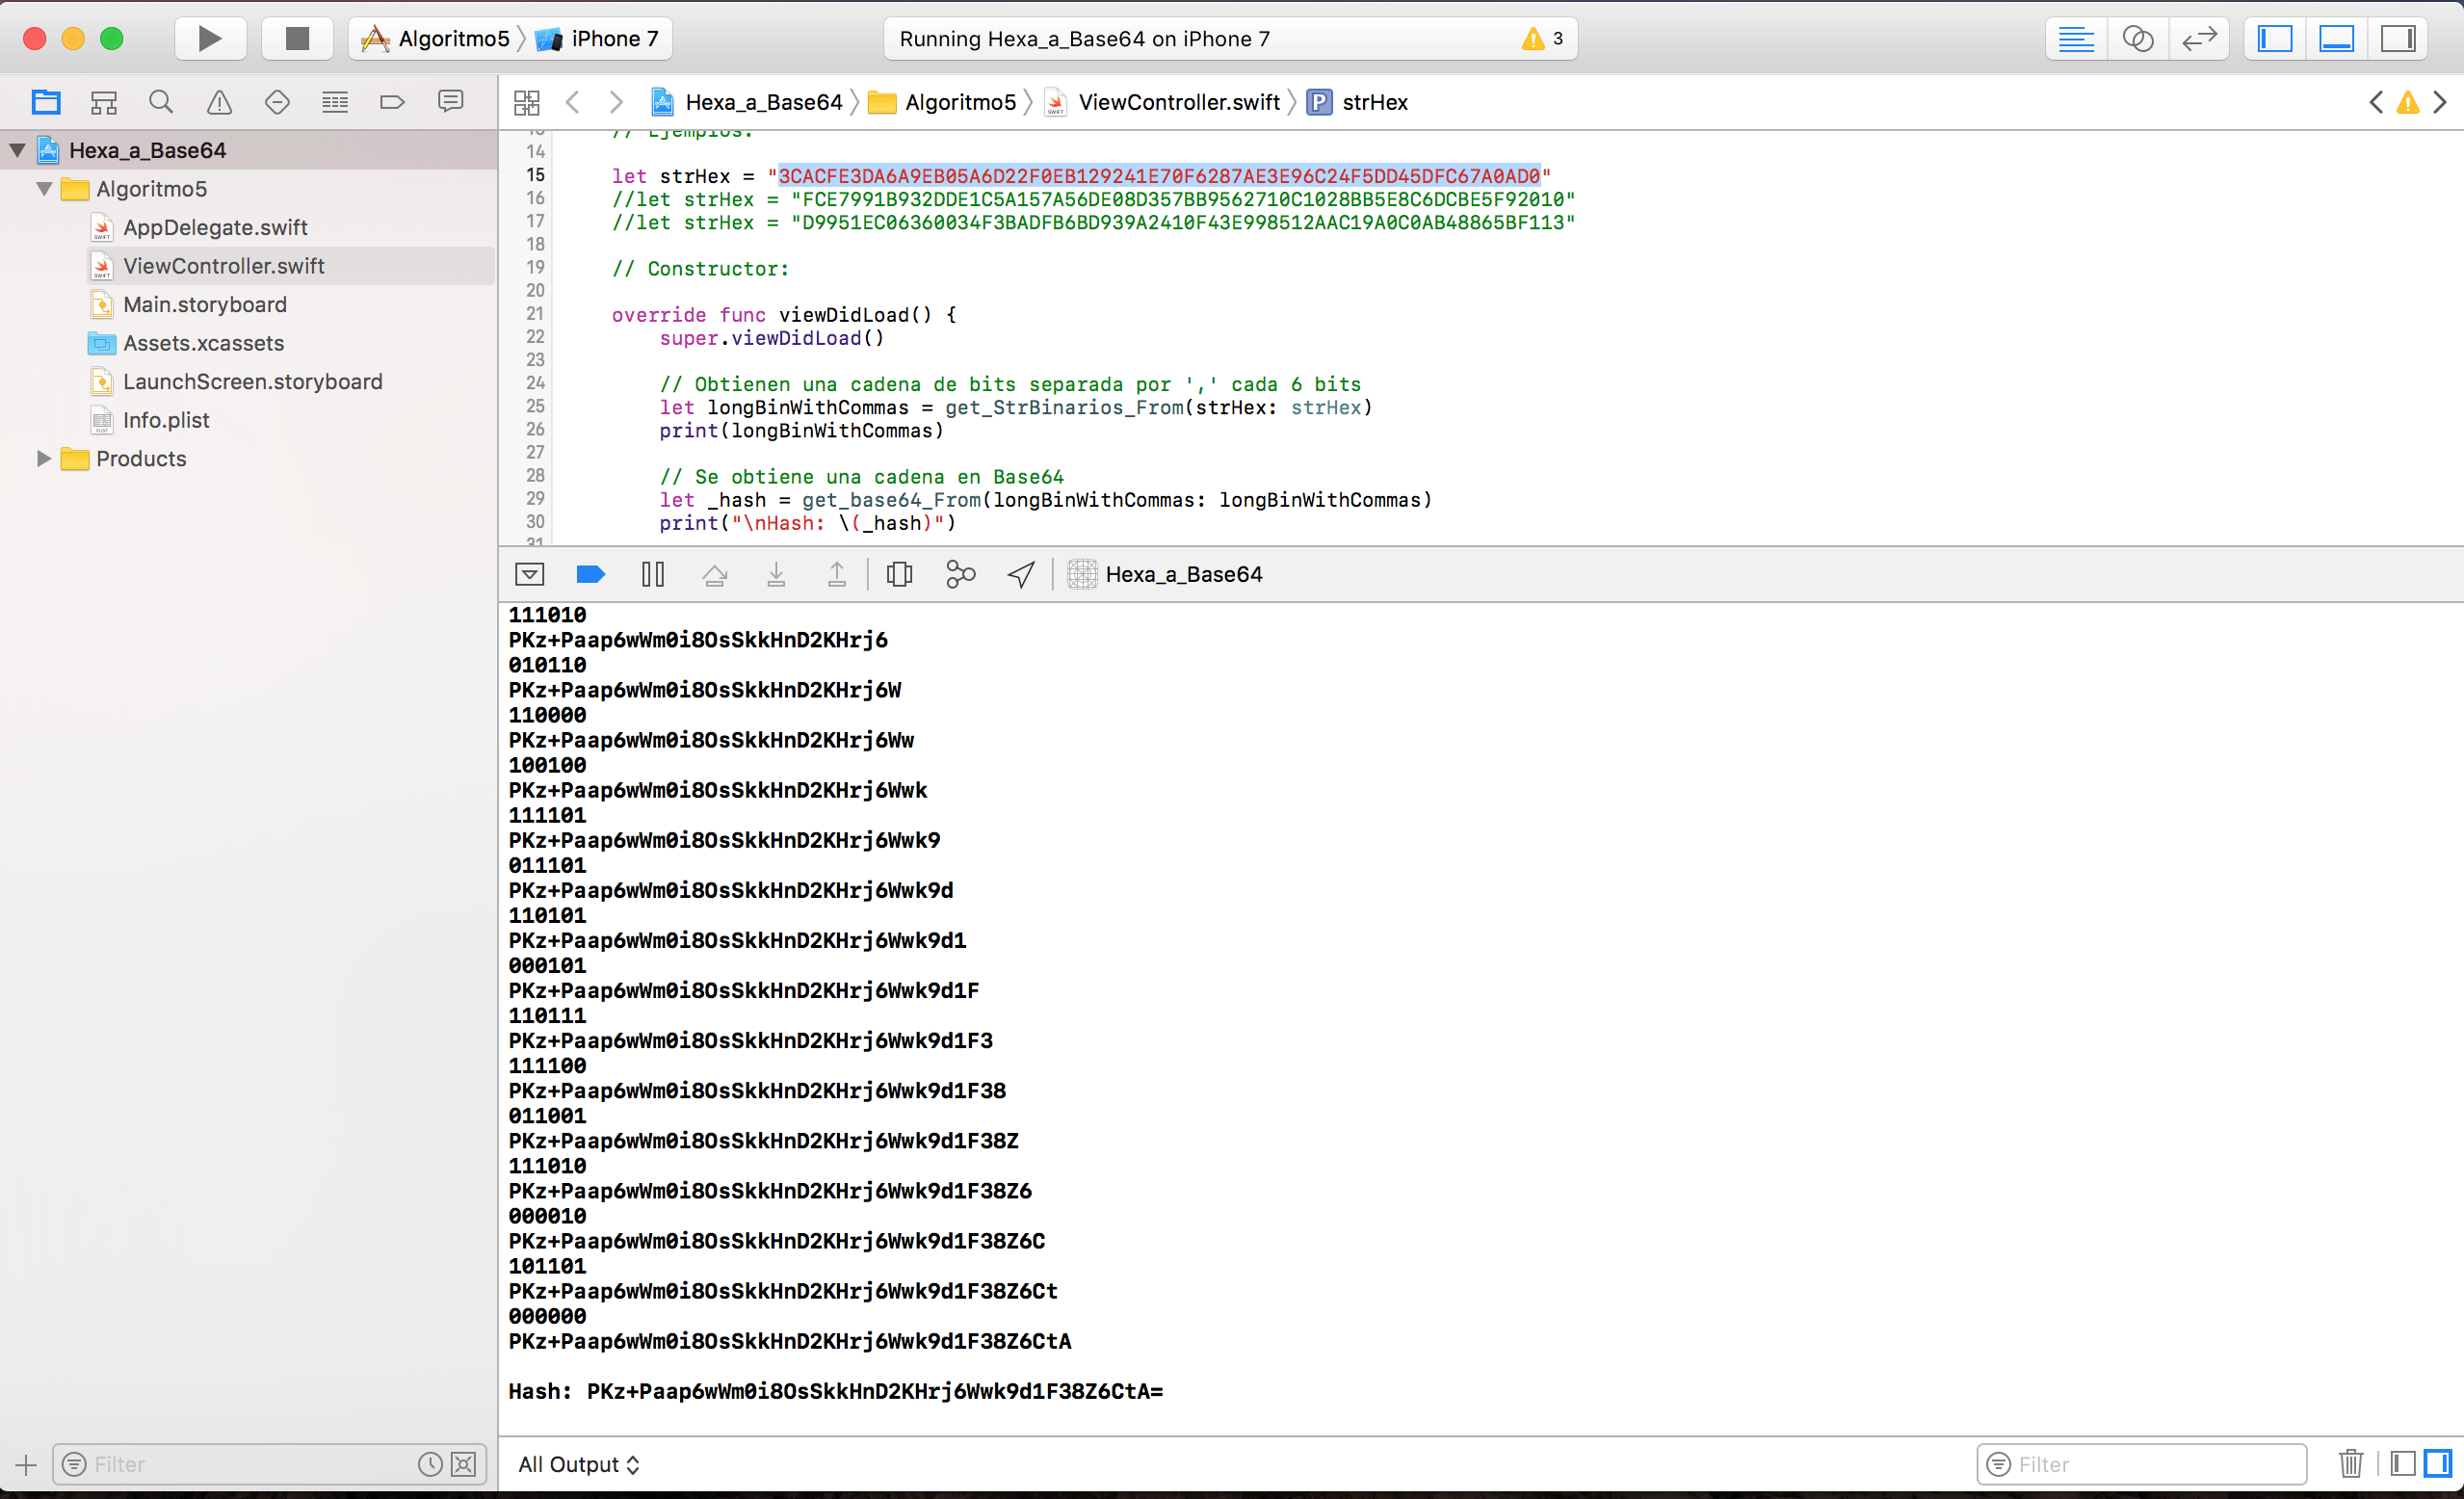 Algoritmo5 iPhone 7
Running Hexa_a_Base64 on iPhone 7 3
Hexa_a_Base64
Algoritmo5
AppDelegate.swift
ViewController.swift
Main.storyboard
Assets.xcassets
LaunchScreen.storyboard
Info.plist
Products
Filter
Hexa_a_Base64 Algoritmo5 ViewController.swift P strHex
13 // Ejemplos:
14
15 let strHex = "3CACFE3DA6A9EB05A6D22F0EB129241E70F6287AE3E96C24F5DD45DFC67A0AD0"
16 //let strHex = "FCE7991B932DDE1C5A157A56DE08D357BB9562710C1028BB5E8C6DCBE5F92010"
17 //let strHex = "D9951EC06360034F3BADFB6BD939A2410F43E998512AAC19A0C0AB48865BF113"
18
19 // Constructor:
20
21 override func viewDidLoad() {
22 super.viewDidLoad()
23
24 // Obtienen una cadena de bits separada por ',' cada 6 bits
25 let longBinWithCommas = get_StrBinarios_From(strHex: strHex)
26 print(longBinWithCommas)
27
28 // Se obtiene una cadena en Base64
29 let _hash = get_base64_From(longBinWithCommas: longBinWithCommas)
30 print("\nHash: \(_hash)")
31
Hexa_a_Base64
111010
PKz+Paap6wWm0i8OsSkkHnD2KHrj6
010110
PKz+Paap6wWm0i8OsSkkHnD2KHrj6W
110000
PKz+Paap6wWm0i8OsSkkHnD2KHrj6Ww
100100
PKz+Paap6wWm0i8OsSkkHnD2KHrj6Wwk
111101
PKz+Paap6wWm0i8OsSkkHnD2KHrj6Wwk9
011101
PKz+Paap6wWm0i8OsSkkHnD2KHrj6Wwk9d
110101
PKz+Paap6wWm0i8OsSkkHnD2KHrj6Wwk9d1
000101
PKz+Paap6wWm0i8OsSkkHnD2KHrj6Wwk9d1F
110111
PKz+Paap6wWm0i8OsSkkHnD2KHrj6Wwk9d1F3
111100
PKz+Paap6wWm0i8OsSkkHnD2KHrj6Wwk9d1F38
011001
PKz+Paap6wWm0i8OsSkkHnD2KHrj6Wwk9d1F38Z
111010
PKz+Paap6wWm0i8OsSkkHnD2KHrj6Wwk9d1F38Z6
000010
PKz+Paap6wWm0i8OsSkkHnD2KHrj6Wwk9d1F38Z6C
101101
PKz+Paap6wWm0i8OsSkkHnD2KHrj6Wwk9d1F38Z6Ct
000000
PKz+Paap6wWm0i8OsSkkHnD2KHrj6Wwk9d1F38Z6CtA
Hash: PKz+Paap6wWm0i8OsSkkHnD2KHrj6Wwk9d1F38Z6CtA=
All Output
Filter